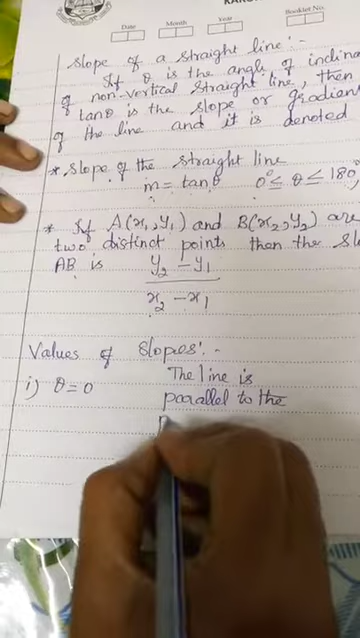 Date Month Year Booklet No.
Slope of a straight line :-
If θ is the angle of inclina
of non-vertical straight line, then
tanθ is the slope or gradian
of the line and it is denoted
* Slope of the straight line
m = tanθ 0° ≤ θ ≤ 180°
* If A(x₁, y₁) and B(x₂, y₂) are
two distinct points then the Sl
AB is y₂ - y₁
x₂ - x₁
Values of Slopes :-
i) θ = 0 The line is
parallel to the